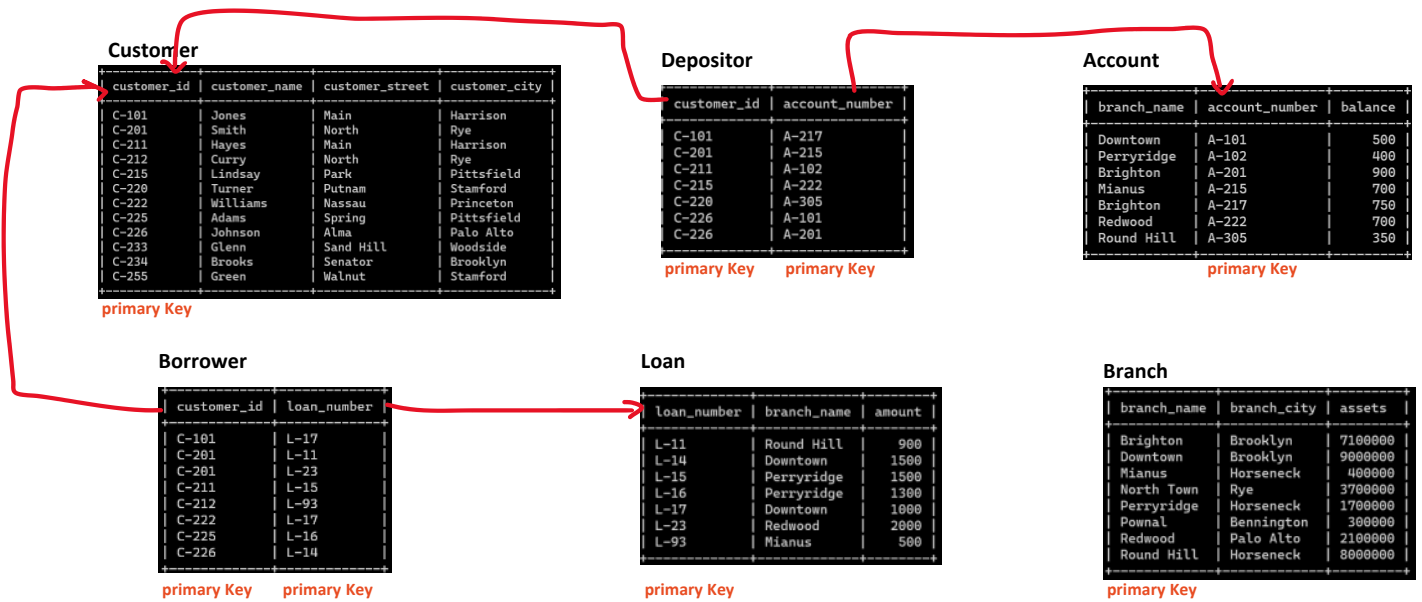 Customer
| customer_id | customer_name | customer_street | customer_city |
| C-101 | Jones | Main | Harrison |
| C-201 | Smith | North | Rye |
| C-211 | Hayes | Main | Harrison |
| C-212 | Curry | North | Rye |
| C-215 | Lindsay | Park | Pittsfield |
| C-220 | Turner | Putnam | Stamford |
| C-222 | Williams | Nassau | Princeton |
| C-225 | Adams | Spring | Pittsfield |
| C-226 | Johnson | Alma | Palo Alto |
| C-233 | Glenn | Sand Hill | Woodside |
| C-234 | Brooks | Senator | Brooklyn |
| C-255 | Green | Walnut | Stamford |
primary Key
Depositor
| customer_id | account_number |
| C-101 | A-217 |
| C-201 | A-215 |
| C-211 | A-102 |
| C-215 | A-222 |
| C-220 | A-305 |
| C-226 | A-101 |
| C-226 | A-201 |
primary Key primary Key
Account
| branch_name | account_number | balance |
| Downtown | A-101 | 500 |
| Perryridge | A-102 | 400 |
| Brighton | A-201 | 900 |
| Mianus | A-215 | 700 |
| Brighton | A-217 | 750 |
| Redwood | A-222 | 700 |
| Round Hill | A-305 | 350 |
primary Key
Borrower
| customer_id | loan_number |
| C-101 | L-17 |
| C-201 | L-11 |
| C-201 | L-23 |
| C-211 | L-15 |
| C-212 | L-93 |
| C-222 | L-17 |
| C-225 | L-16 |
| C-226 | L-14 |
primary Key primary Key
Loan
| loan_number | branch_name | amount |
| L-11 | Round Hill | 900 |
| L-14 | Downtown | 1500 |
| L-15 | Perryridge | 1500 |
| L-16 | Perryridge | 1300 |
| L-17 | Downtown | 1000 |
| L-23 | Redwood | 2000 |
| L-93 | Mianus | 500 |
primary Key
Branch
| branch_name | branch_city | assets |
| Brighton | Brooklyn | 7100000 |
| Downtown | Brooklyn | 9000000 |
| Mianus | Horseneck | 400000 |
| North Town | Rye | 3700000 |
| Perryridge | Horseneck | 1700000 |
| Pownal | Bennington | 300000 |
| Redwood | Palo Alto | 2100000 |
| Round Hill | Horseneck | 8000000 |
primary Key